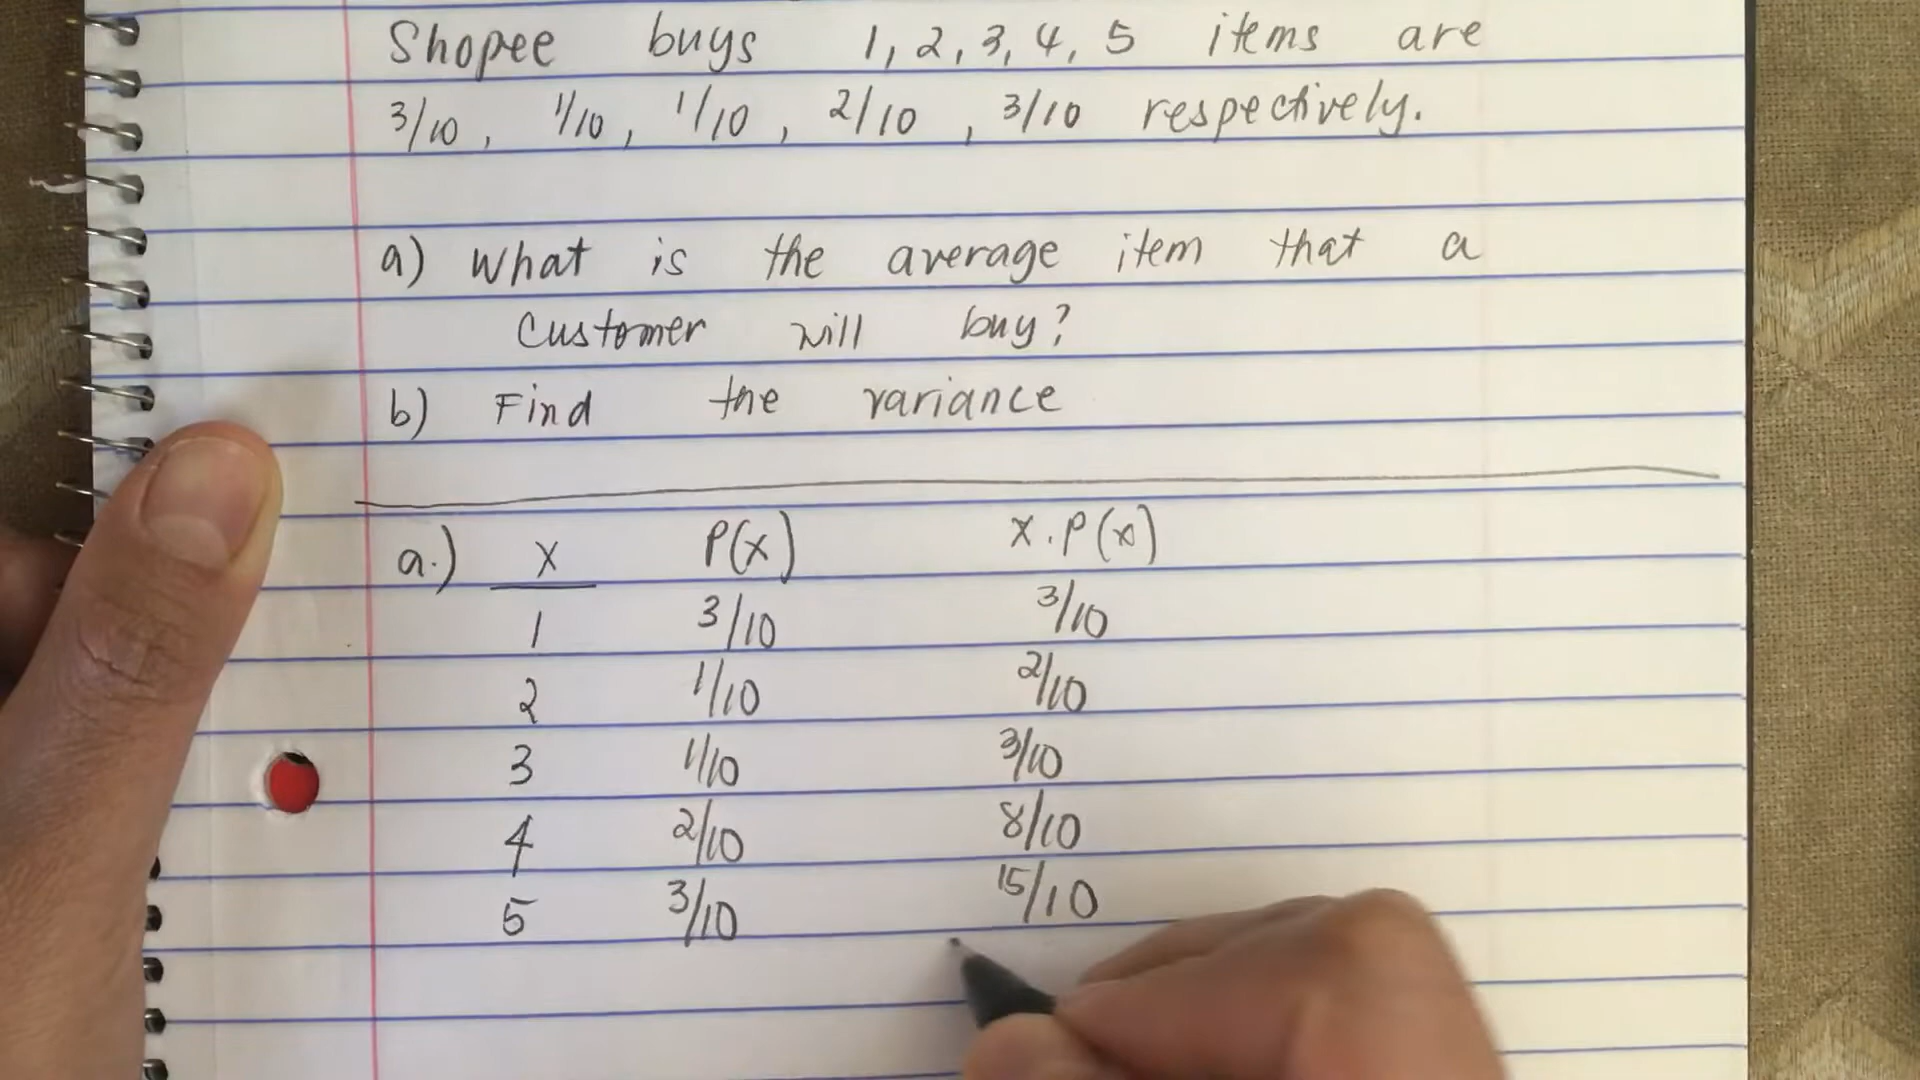 Shopee buys 1, 2, 3, 4, 5 items are
3/10, 1/10, 1/10, 2/10, 3/10 respectively.
a) What is the average item that a
customer will buy?
b) Find the variance
a.) X P(x) X.P(x)
1 3/10 3/10
2 1/10 2/10
3 1/10 3/10
4 2/10 8/10
5 3/10 15/10